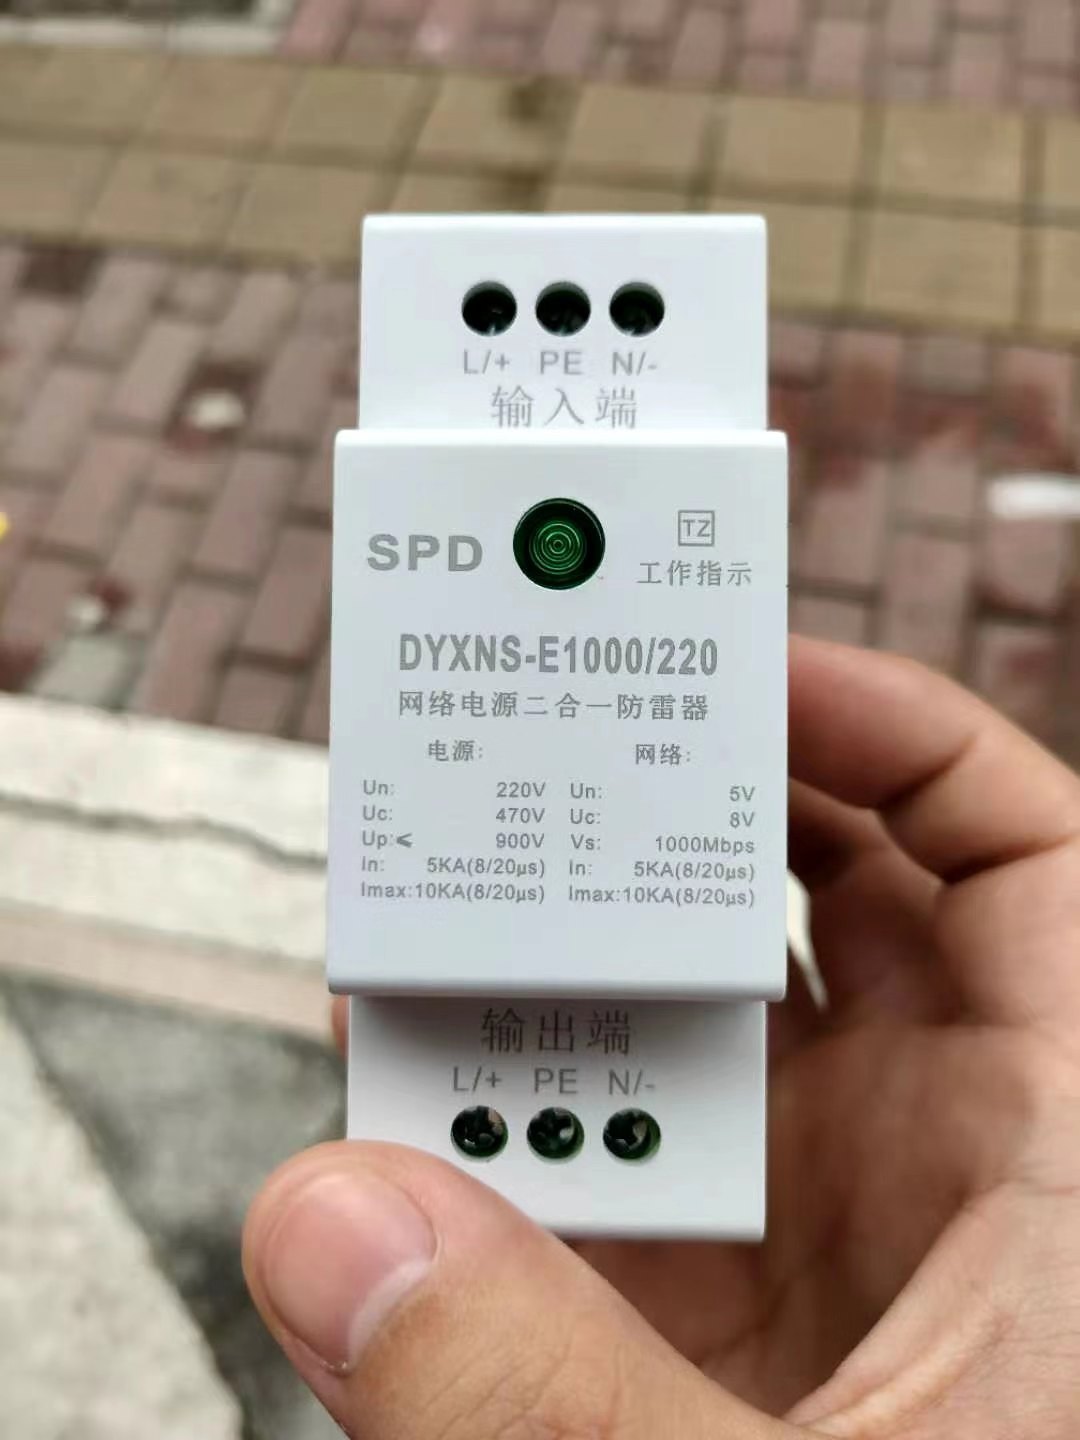 L/+ PE N/-
输入端
SPD
TZ
工作指示
DYXNS-E1000/220
网络电源二合一防雷器
电源: 网络:
Un: 220V Un: 5V
Uc: 470V Uc: 8V
Up:≤ 900V Vs: 1000Mbps
In: 5KA(8/20μs) In: 5KA(8/20μs)
Imax:10KA(8/20μs) Imax:10KA(8/20μs)
输出端
L/+ PE N/-